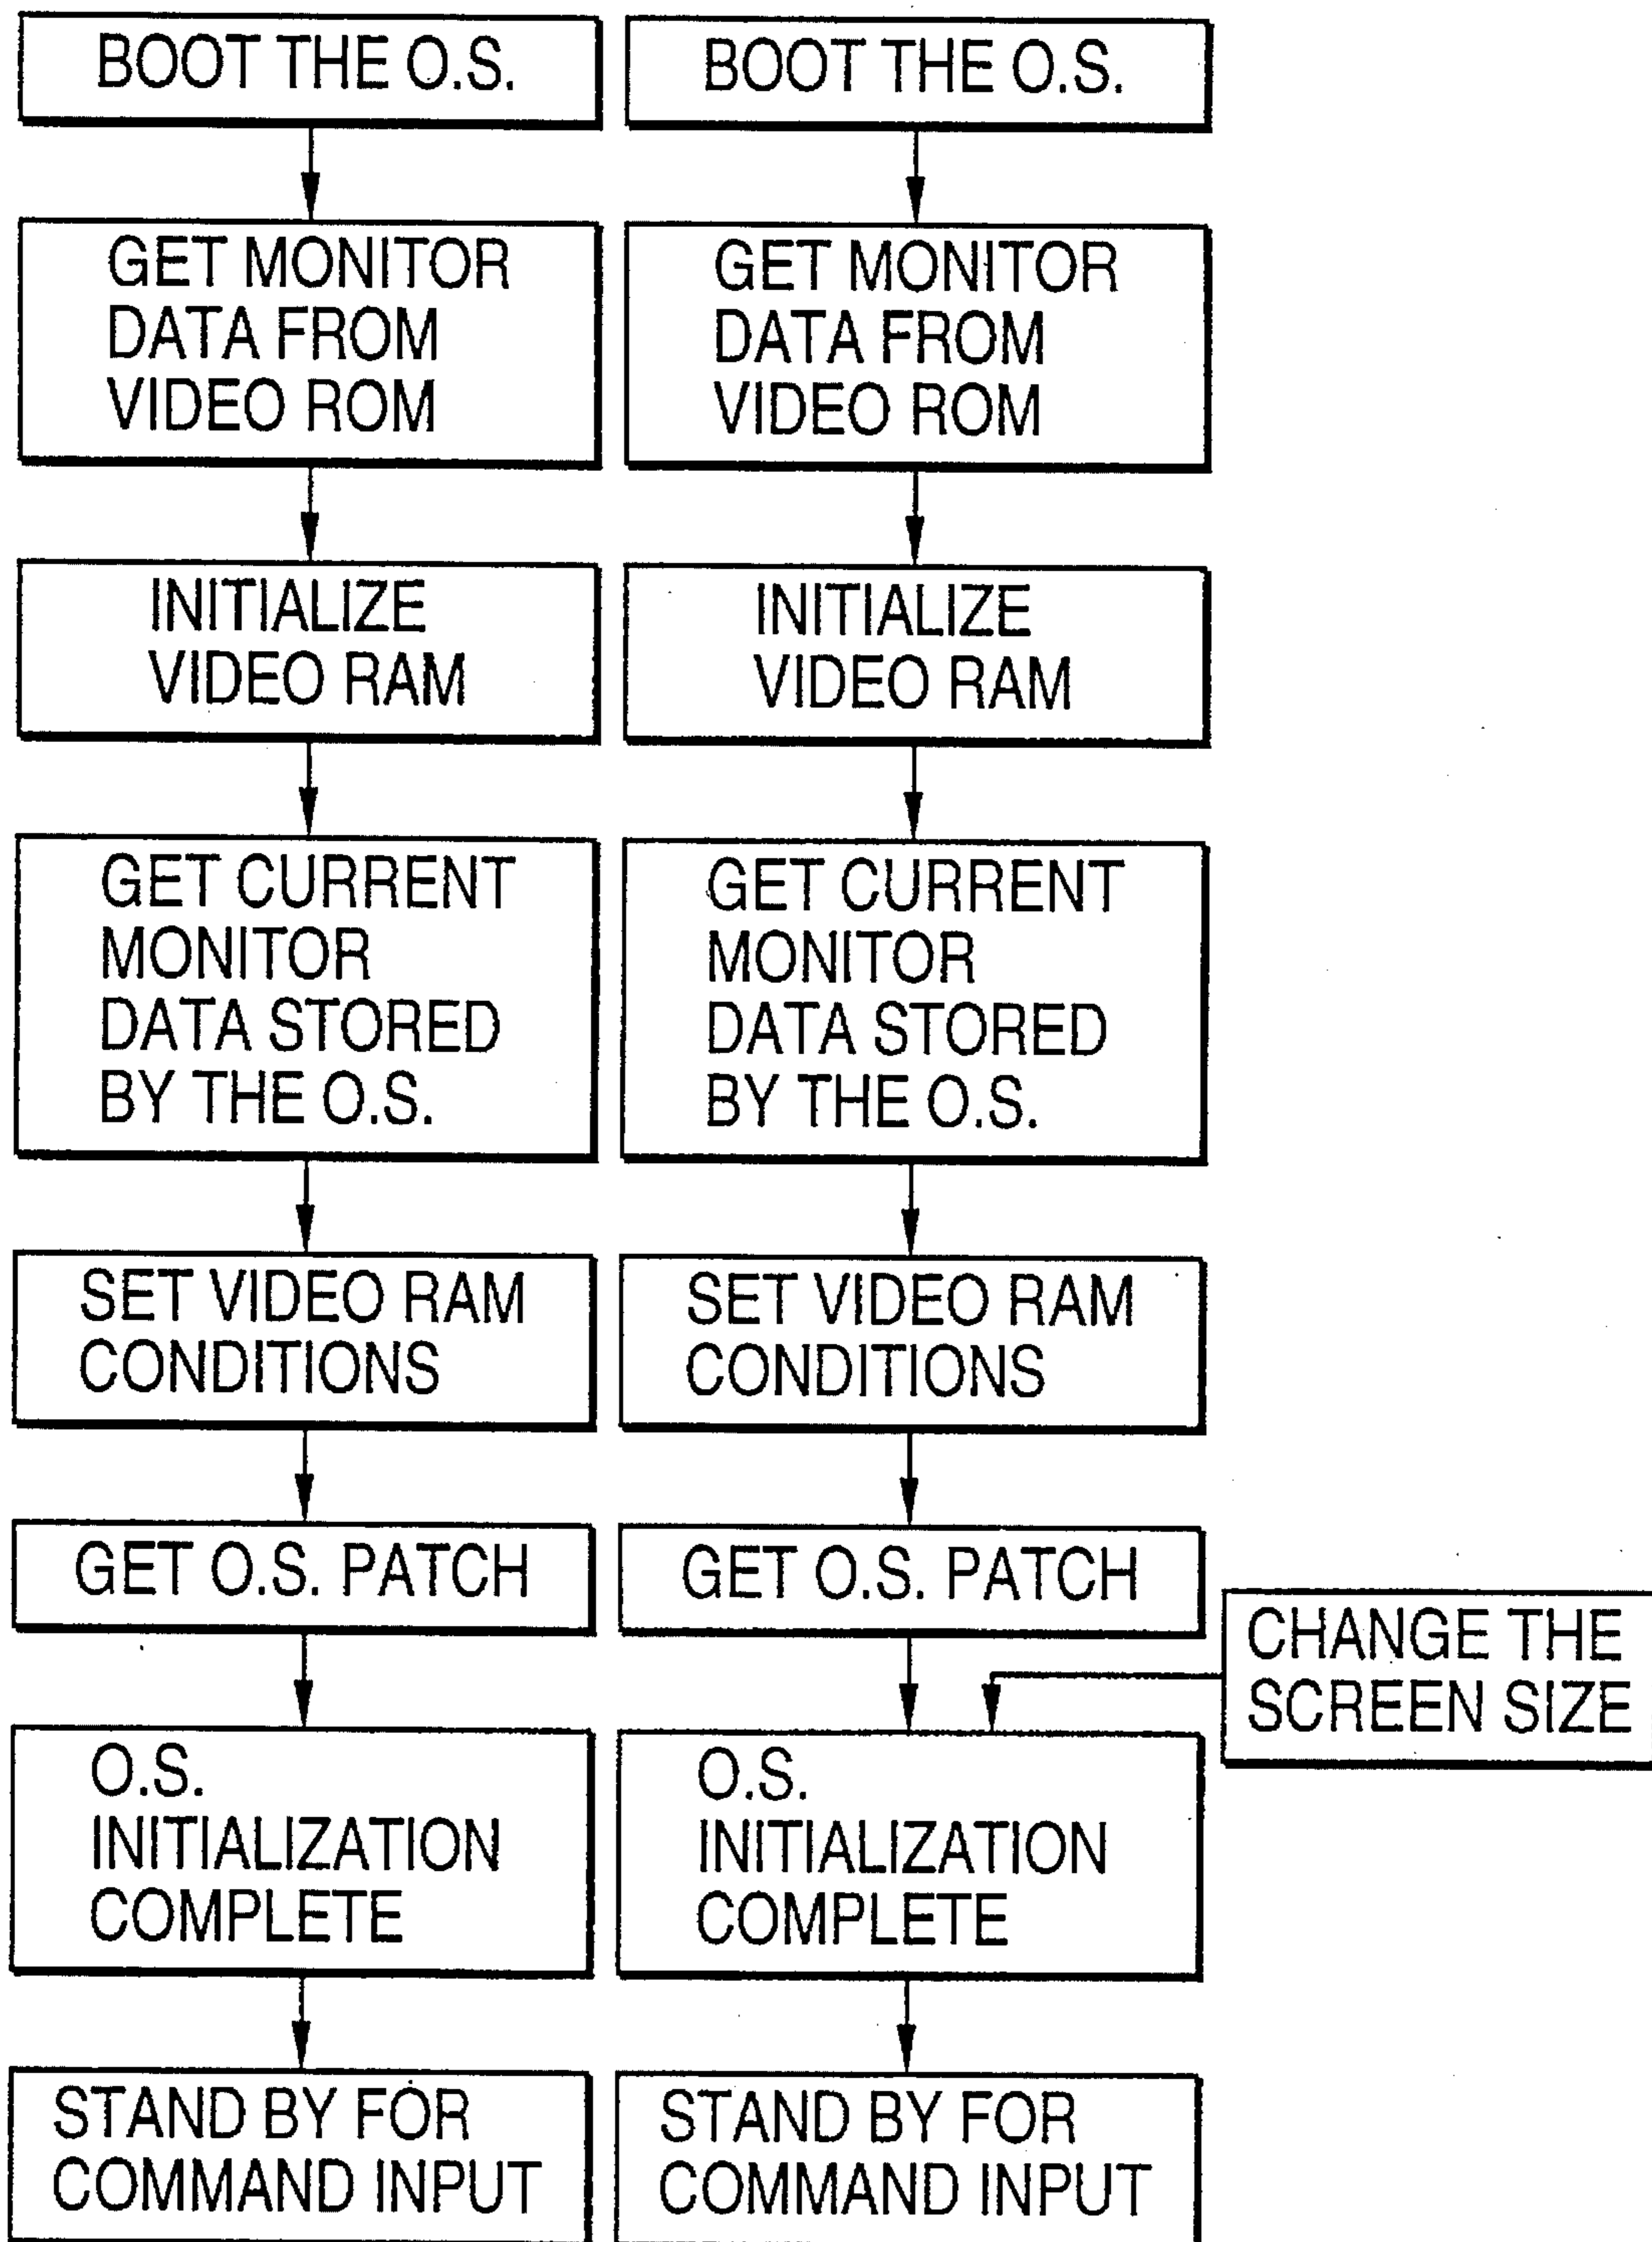 BOOT THE O.S.
GET MONITOR
DATA FROM
VIDEO ROM
INITIALIZE
VIDEO RAM
GET CURRENT
MONITOR
DATA STORED
BY THE O.S.
SET VIDEO RAM
CONDITIONS
GET O.S. PATCH
O.S.
INITIALIZATION
COMPLETE
STAND BY FOR
COMMAND INPUT
BOOT THE O.S.
GET MONITOR
DATA FROM
VIDEO ROM
INITIALIZE
VIDEO RAM
GET CURRENT
MONITOR
DATA STORED
BY THE O.S.
SET VIDEO RAM
CONDITIONS
GET O.S. PATCH
CHANGE THE
SCREEN SIZE
O.S.
INITIALIZATION
COMPLETE
STAND BY FOR
COMMAND INPUT